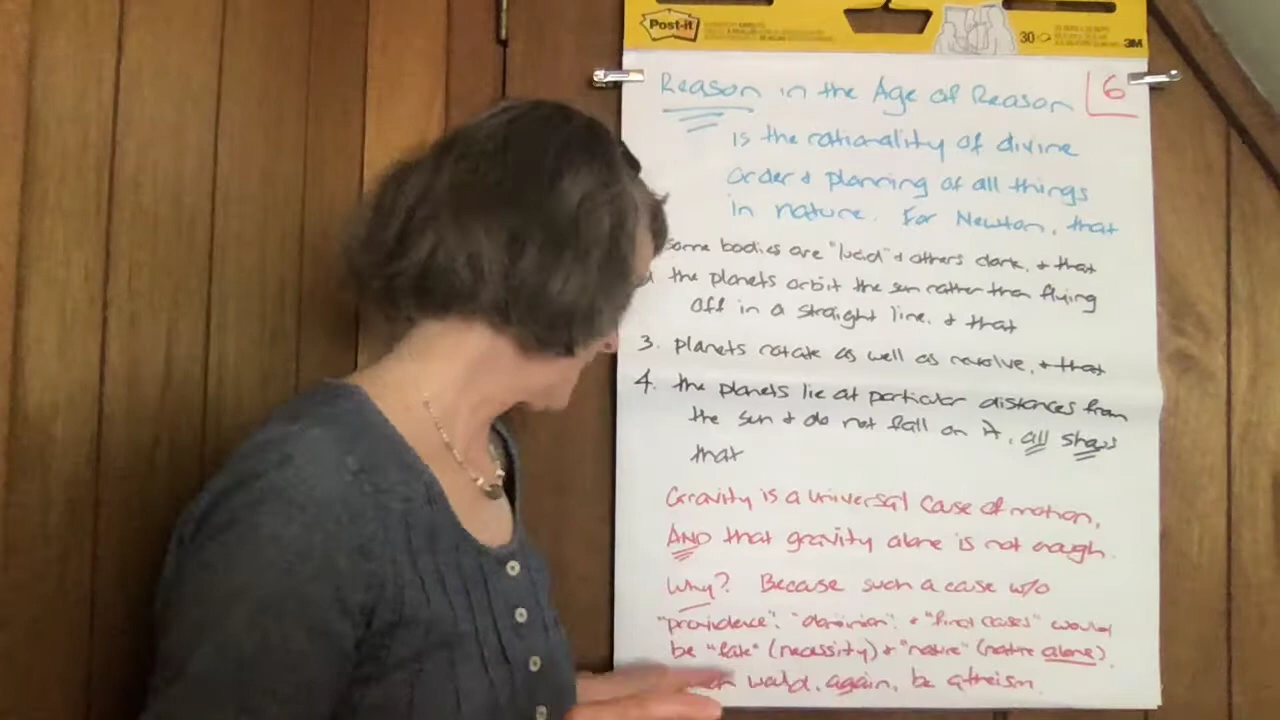 Post-it
30
3M
Reason in the Age of Reason
6
is the rationality of divine
order & planning of all things
in nature. For Newton, that
some bodies are "lucid" & others dark, & that
the planets orbit the sun rather than flying
off in a straight line, & that
3. planets rotate as well as revolve, & that
4. the planets lie at particular distances from
the sun & do not fall on it, all shows
that
Gravity is a universal cause of motion,
AND that gravity alone is not enough.
Why? Because such a cause w/o
"providence", "dominion", & "final causes" would
be "fate" (necessity) & "nature" (nature alone)
would, again, be atheism.